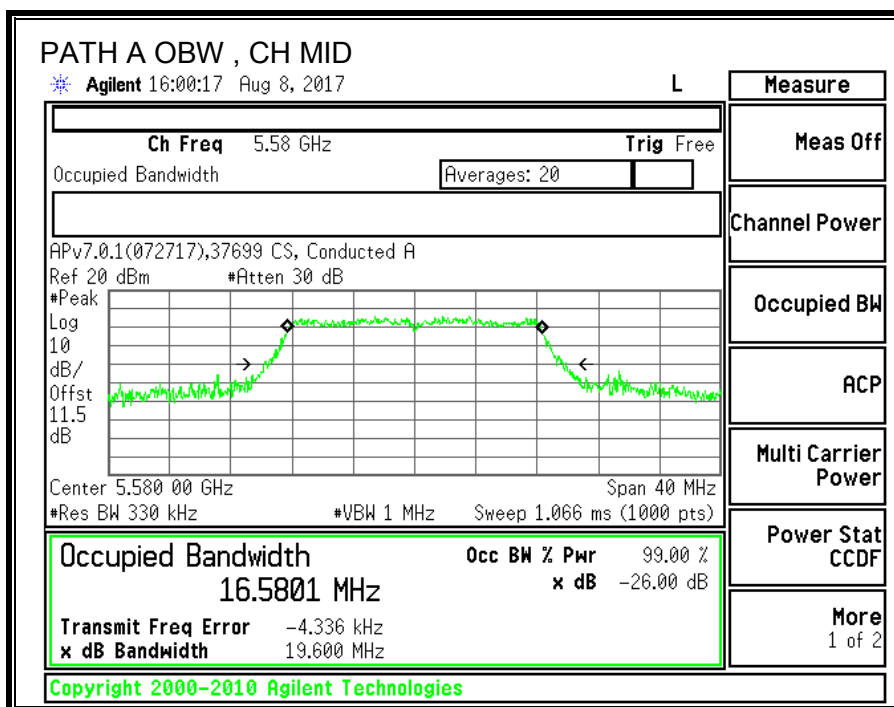 PATH A OBW , CH MID
Agilent 16:00:17 Aug 8, 2017 L
Measure
Ch Freq 5.58 GHz Trig Free
Meas Off
Occupied Bandwidth Averages: 20
Channel Power
APv7.0.1(072717),37699 CS, Conducted A
Ref 20 dBm #Atten 30 dB
#Peak
Log
10
dB/
Offst
11.5
dB
Occupied BW
ACP
Multi Carrier
Power
Center 5.580 00 GHz Span 40 MHz
#Res BW 330 kHz #VBW 1 MHz Sweep 1.066 ms (1000 pts)
Power Stat
CCDF
Occupied Bandwidth Occ BW % Pwr 99.00 %
16.5801 MHz x dB -26.00 dB
Transmit Freq Error -4.336 kHz
x dB Bandwidth 19.600 MHz
More
1 of 2
Copyright 2000-2010 Agilent Technologies